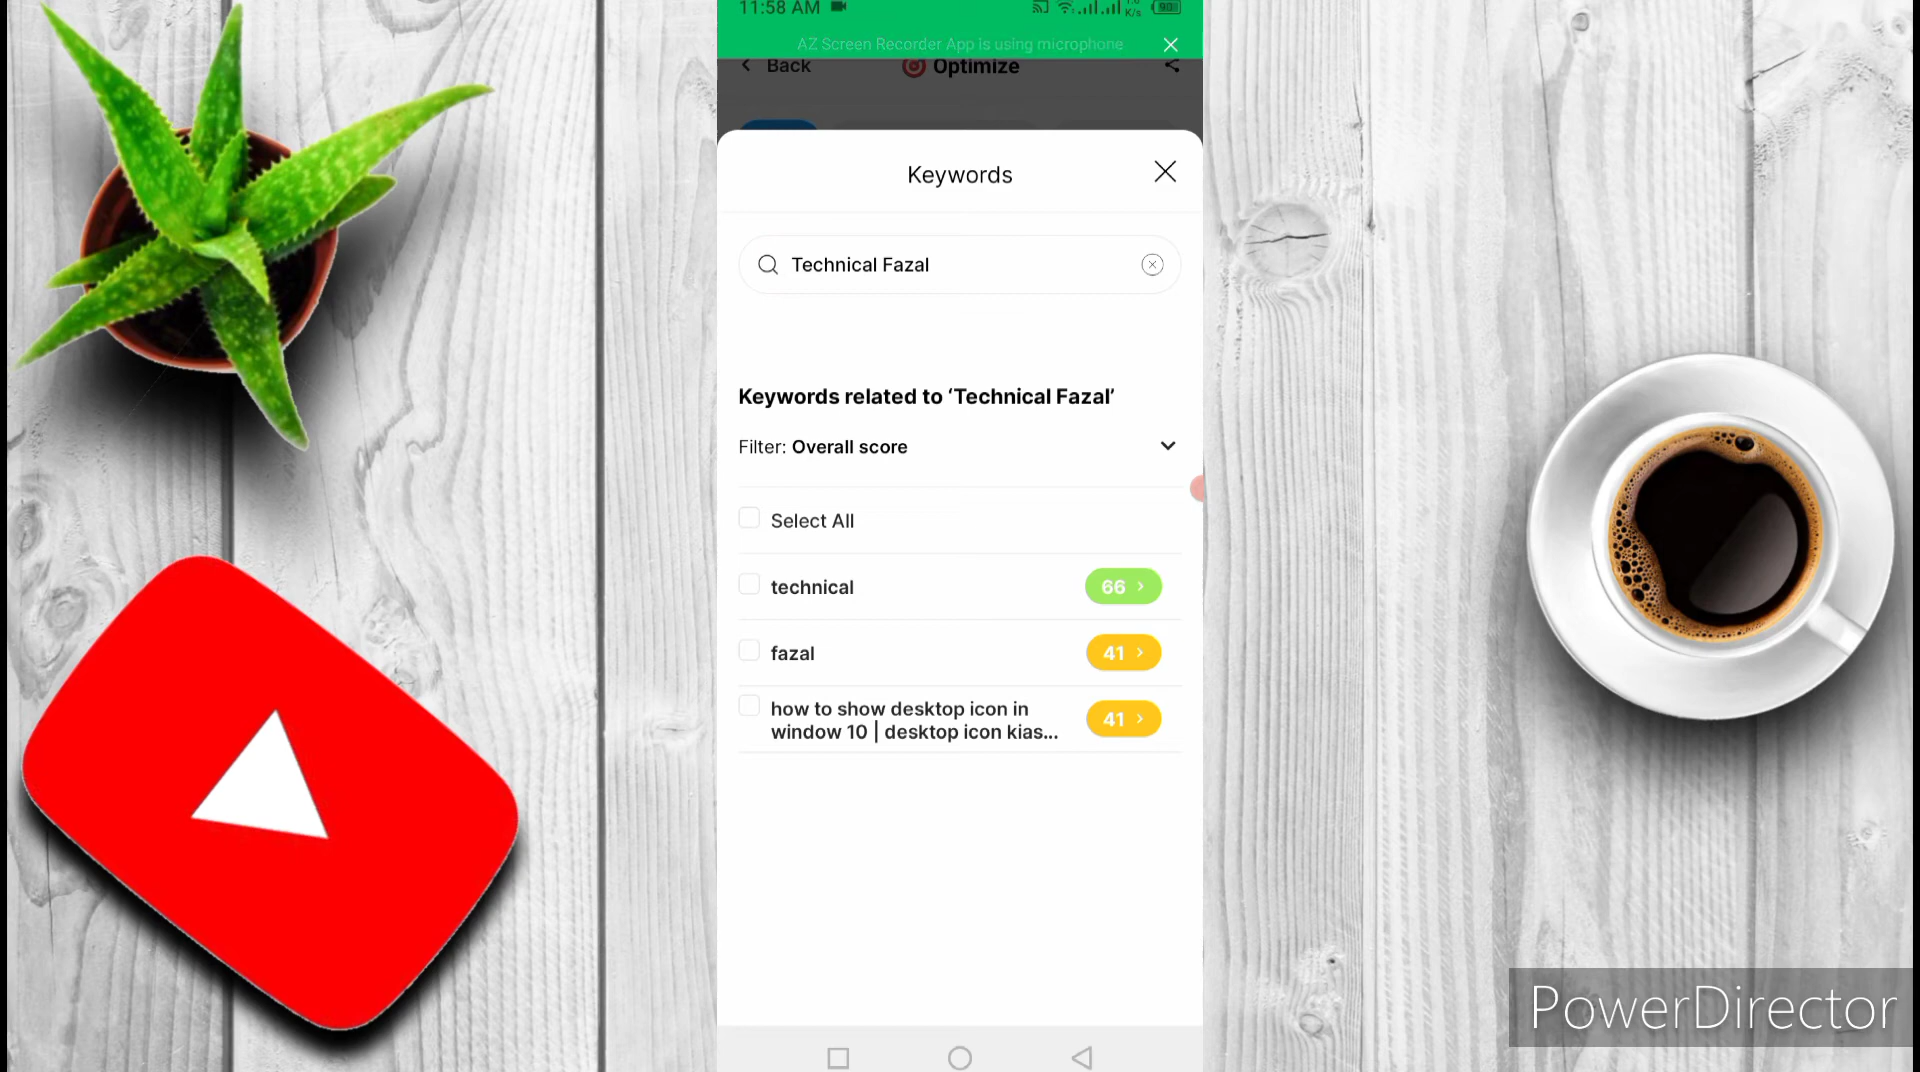 11:58 AM
K/s
90
AZ Screen Recorder App is using microphone
Back
Optimize
Keywords
Technical Fazal
Keywords related to ‘Technical Fazal’
Filter: Overall score
Select All
technical
66
fazal
41
how to show desktop icon in
window 10 | desktop icon kias...
41
PowerDirector